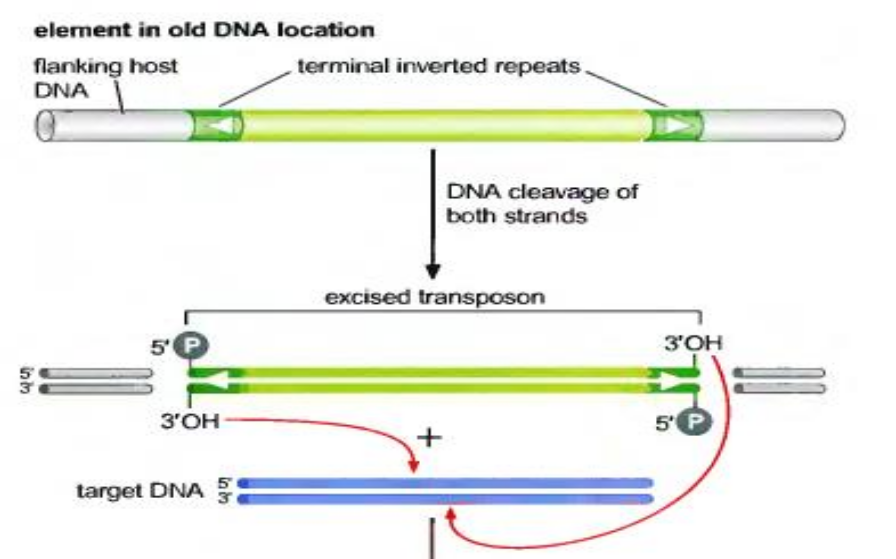 element in old DNA location
flanking host
DNA
terminal inverted repeats
DNA cleavage of
both strands
excised transposon
5' P
3'OH
5'
3'
3'OH
5' P
+
target DNA
5'
3'